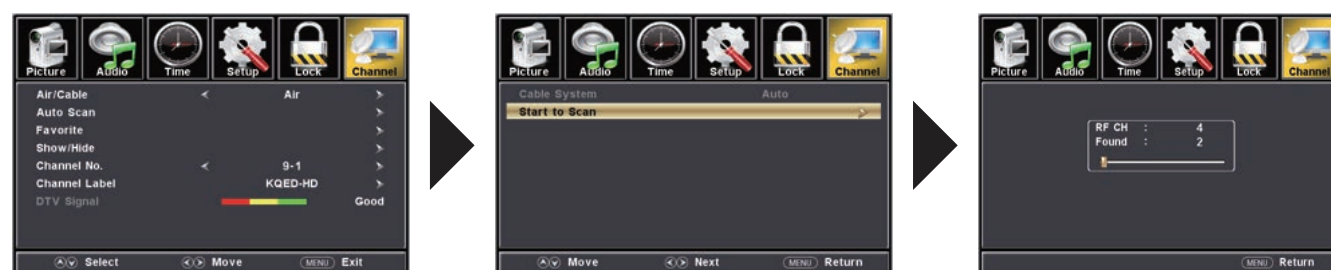 Picture Audio Time Setup Lock Channel
Air/Cable Air
Auto Scan
Favorite
Show/Hide
Channel No. 9-1
Channel Label KQED-HD
DTV Signal Good
Select Move MENU Exit
Picture Audio Time Setup Lock Channel
Cable System Auto
Start to Scan
Move Next MENU Return
Picture Audio Time Setup Lock Channel
RF CH : 4
Found : 2
MENU Return